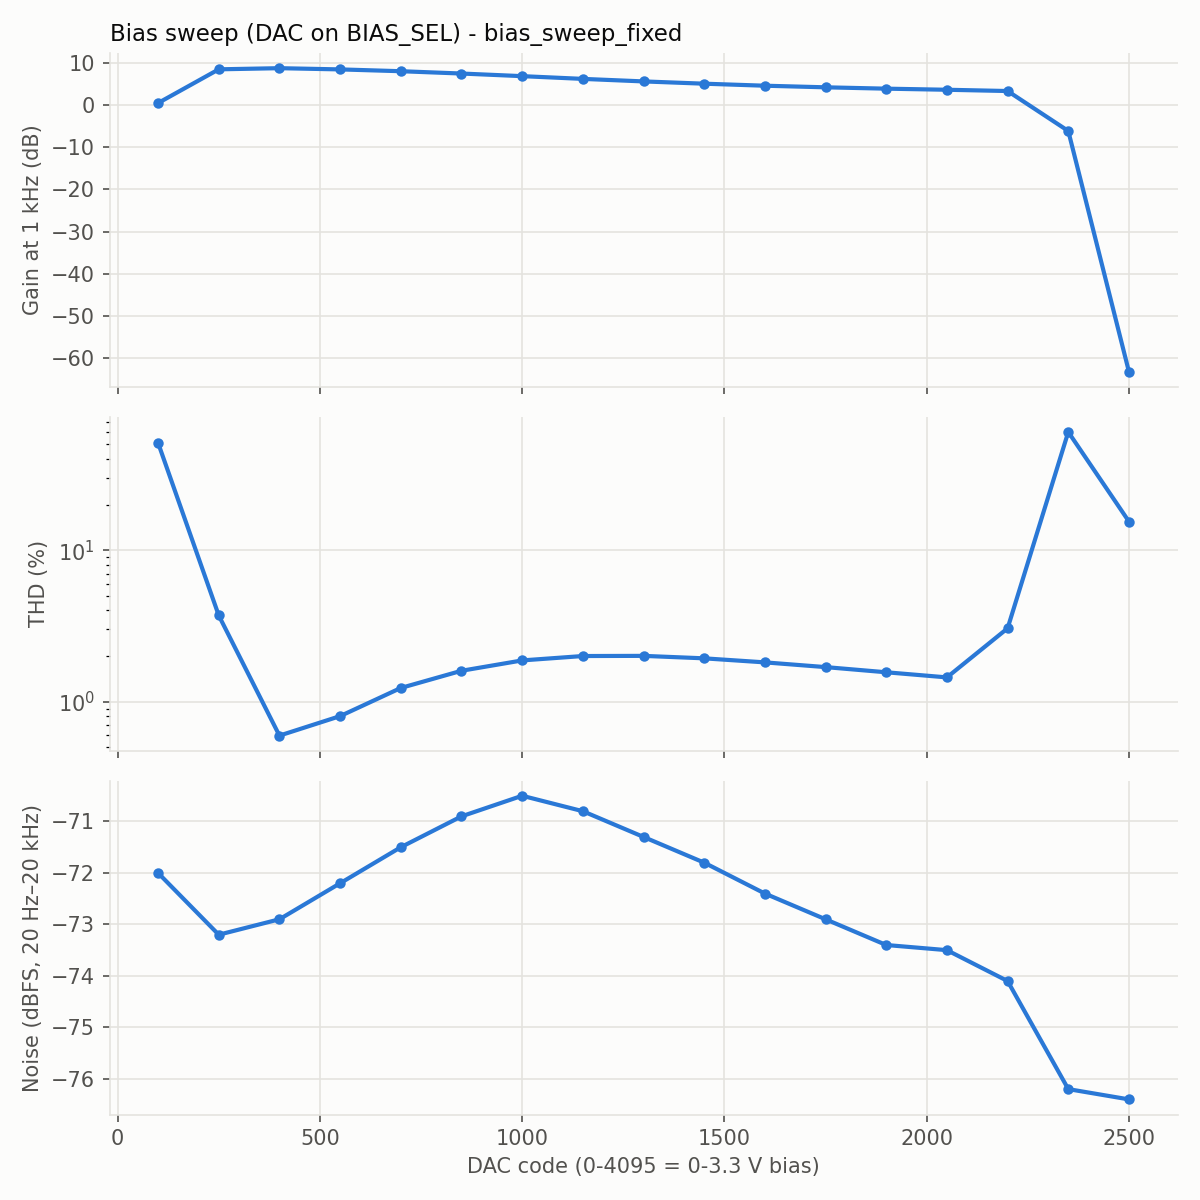 Bias sweep (DAC on BIAS_SEL) - bias_sweep_fixed
Gain at 1 kHz (dB)
10
0
−10
−20
−30
−40
−50
−60
THD (%)
10¹
10⁰
Noise (dBFS, 20 Hz–20 kHz)
−71
−72
−73
−74
−75
−76
0 500 1000 1500 2000 2500
DAC code (0-4095 = 0-3.3 V bias)